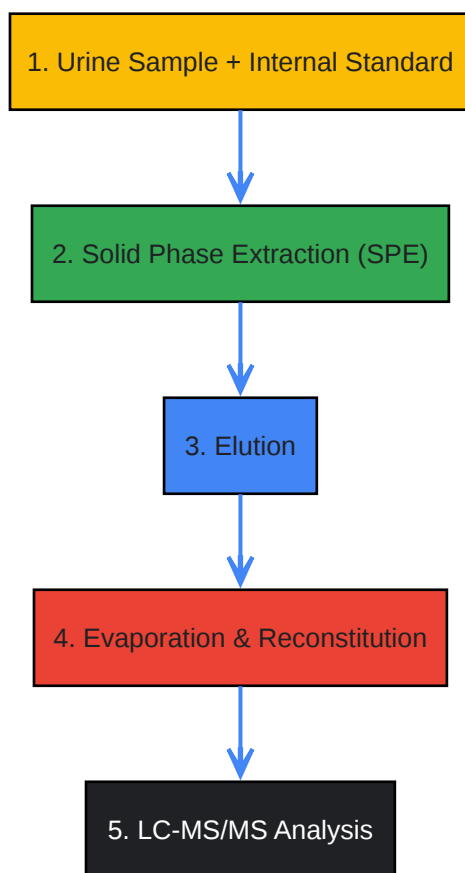 1. Urine Sample + Internal Standard
2. Solid Phase Extraction (SPE)
3. Elution
4. Evaporation & Reconstitution
5. LC-MS/MS Analysis